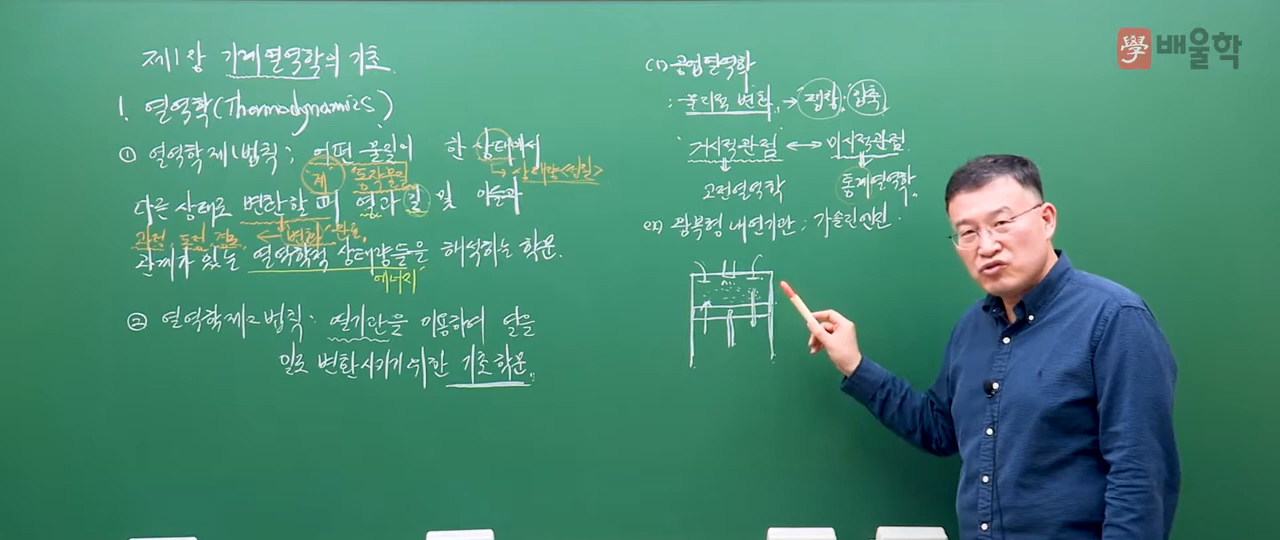 學 배울학
제1장 기계열역학의 기초.
1. 열역학(Thermodynamics)
① 열역학 제1법칙; 어떤 물질이 한 상태에서
"계" 동작물질 → 상태량<성질>
다른 상태로 변화할 때 열과 일 및 이들과
과정, 도정, 경로 ← "변화"
관계가 있는 열역학적 상태량들을 해석하는 학문.
"에너지"
② 열역학 제2법칙: 열기관을 이용하여 열을
일로 변환시키기 위한 기초학문.
(1) 공업열역학
: 물리적 변화, → 팽창, 압축,
"거시적관점" ↔ "미시적관점"
고전열역학 통계열역학
ex) 왕복형 내연기관; 가솔린엔진.